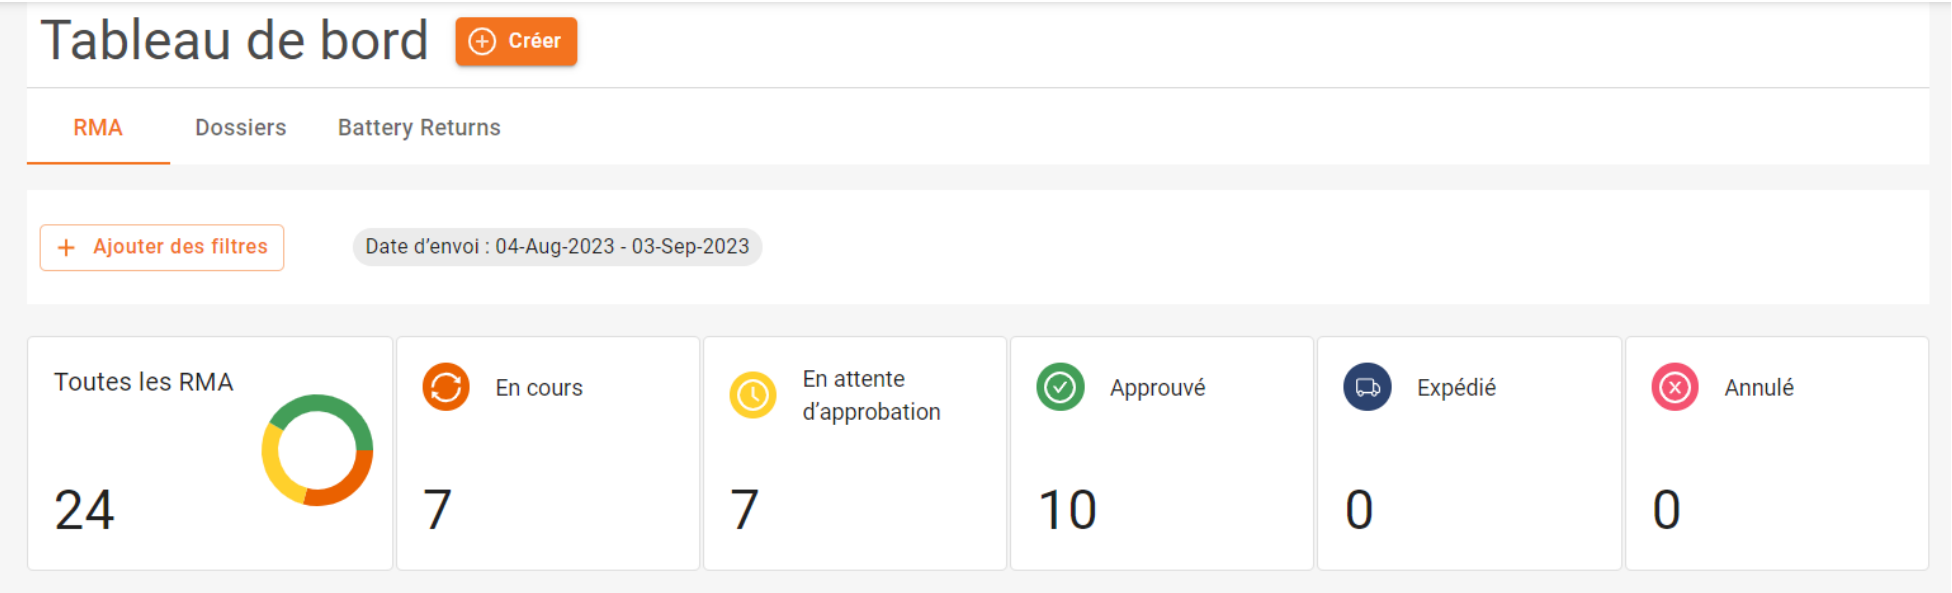 Tableau de bord
Créer
RMA
Dossiers
Battery Returns
Ajouter des filtres
Date d’envoi : 04-Aug-2023 - 03-Sep-2023
Toutes les RMA
24
En cours
7
En attente
d’approbation
7
Approuvé
10
Expédié
0
Annulé
0